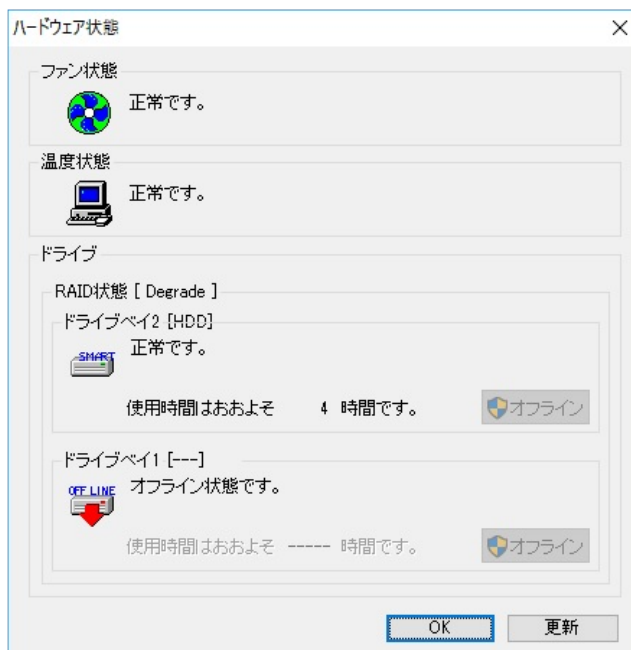 ハードウェア状態
ファン状態
正常です。
温度状態
正常です。
ドライブ
RAID状態 [ Degrade ]
ドライブベイ2 [HDD]
SMART
正常です。
使用時間はおおよそ 4 時間です。
オフライン
ドライブベイ1 [---]
OFF LINE
オフライン状態です。
使用時間はおおよそ ----- 時間です。
オフライン
OK
更新